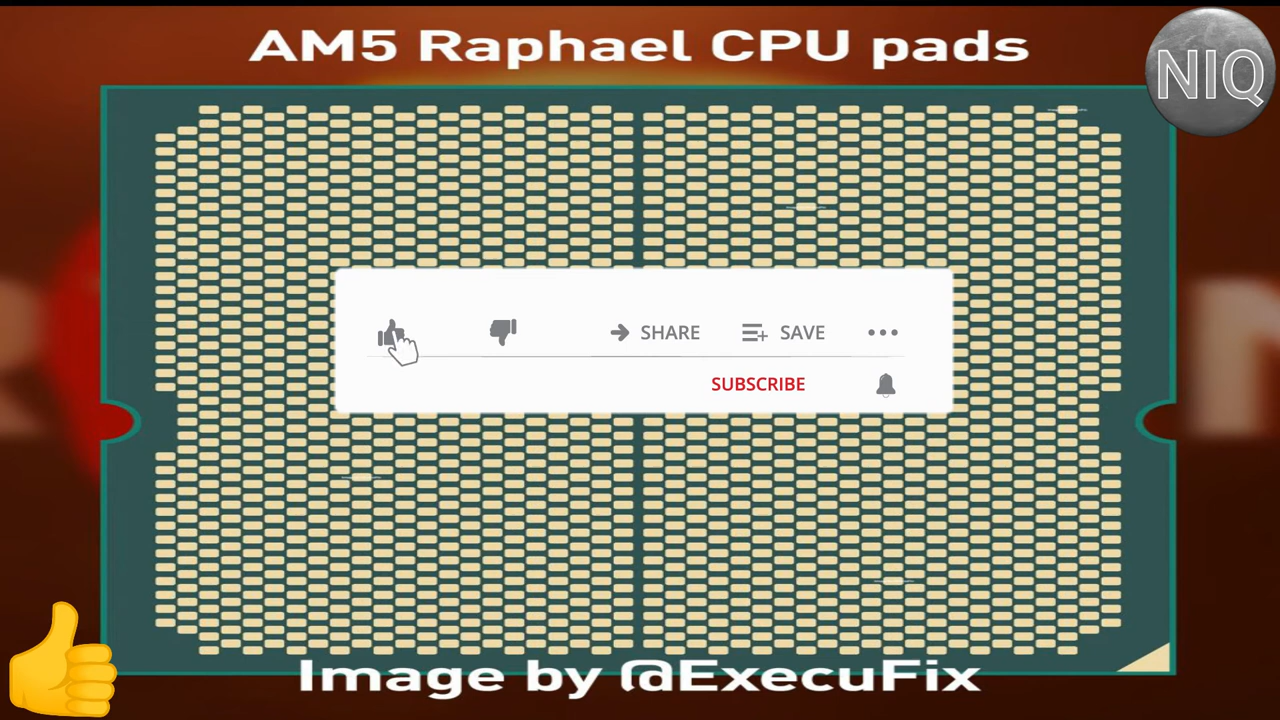 AM5 Raphael CPU pads
NIQ
SHARE
SAVE
SUBSCRIBE
Image by @ExecuFix